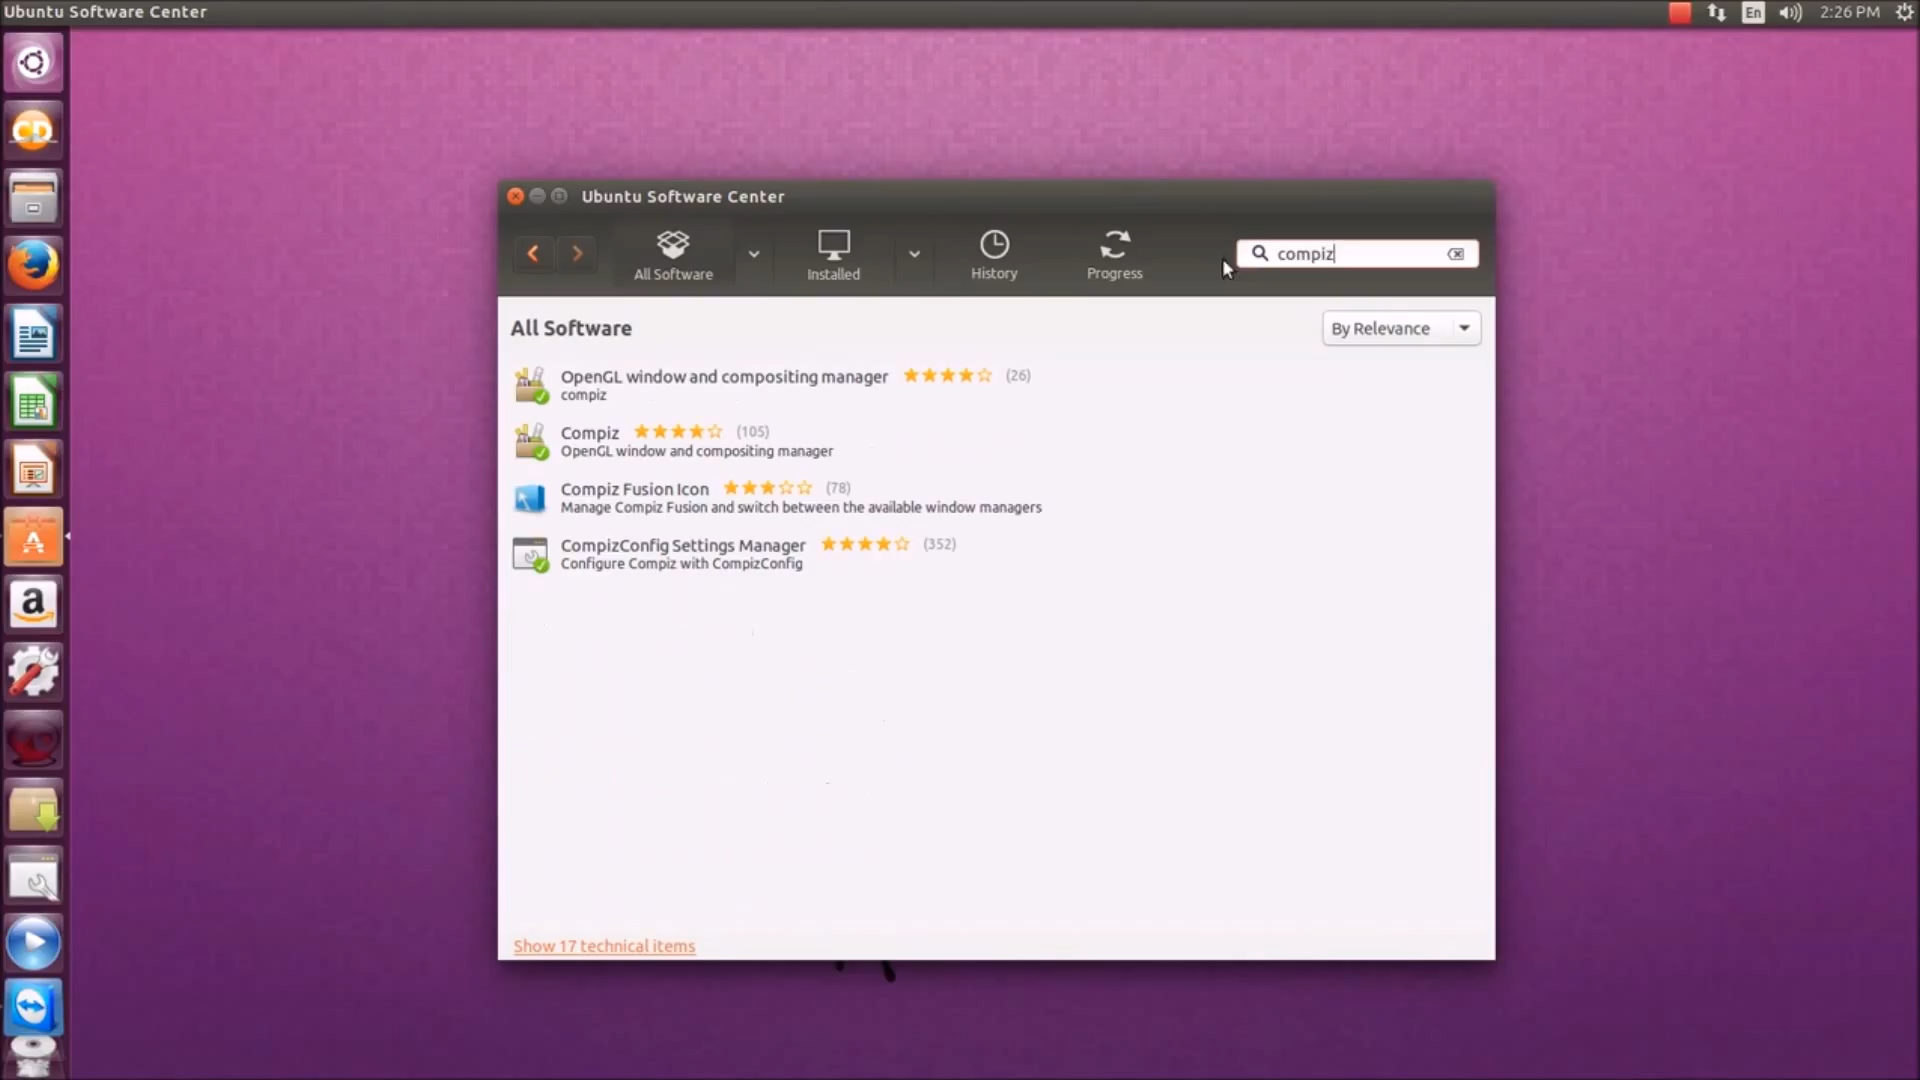 Ubuntu Software Center
En
2:26 PM
Ubuntu Software Center
All Software
Installed
History
Progress
compiz
All Software
By Relevance
OpenGL window and compositing manager (26)
compiz
Compiz (105)
OpenGL window and compositing manager
Compiz Fusion Icon (78)
Manage Compiz Fusion and switch between the available window managers
CompizConfig Settings Manager (352)
Configure Compiz with CompizConfig
Show 17 technical items
CD
A
a